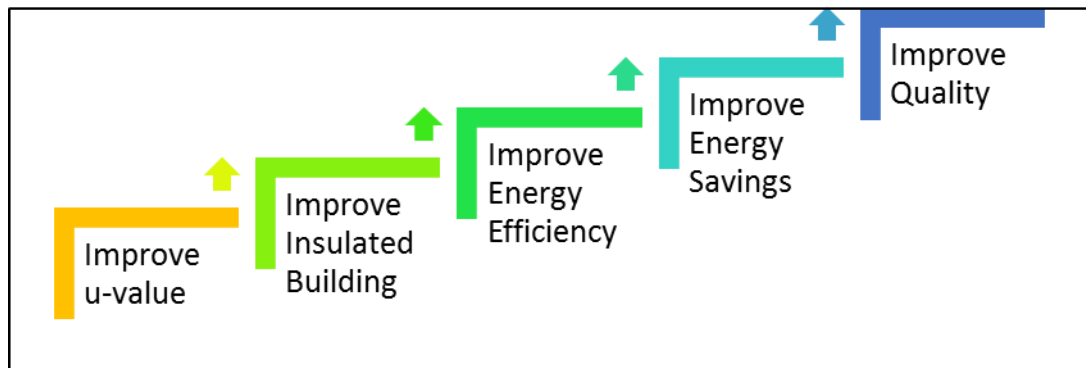 Improve
u-value
Improve
Insulated
Building
Improve
Energy
Efficiency
Improve
Energy
Savings
Improve
Quality